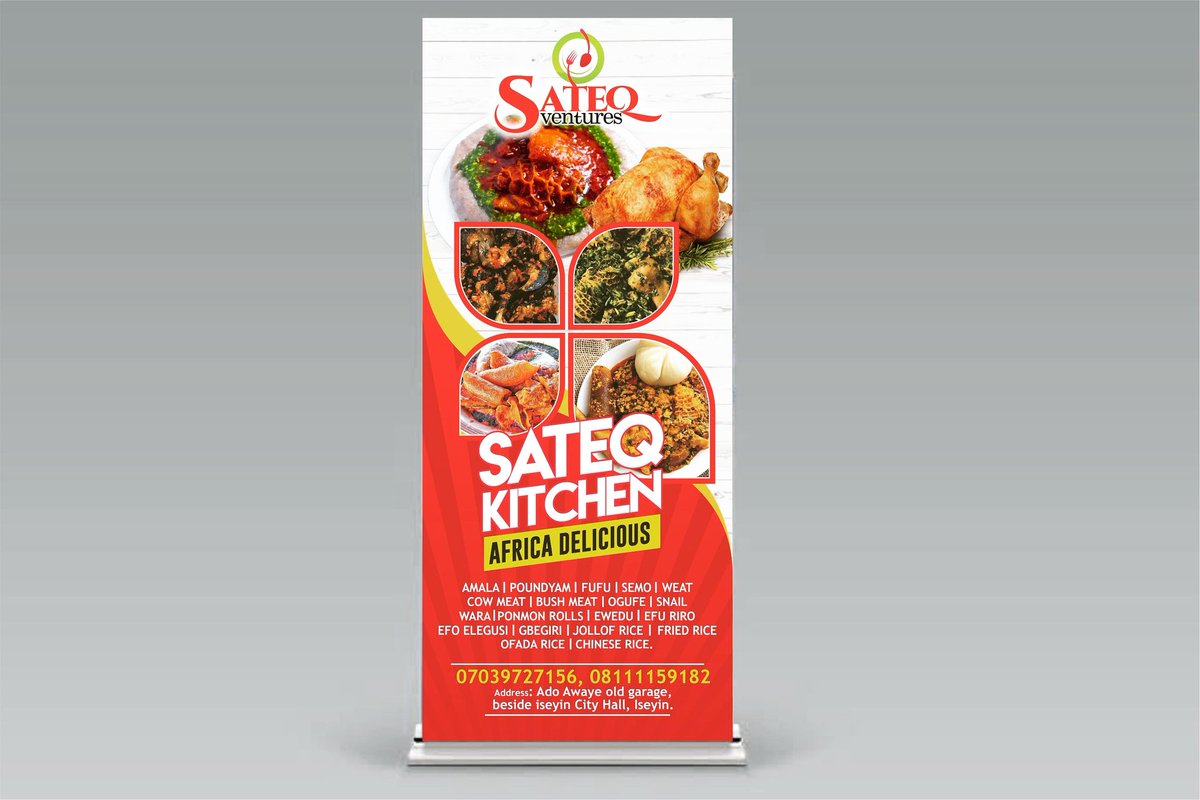 SATEQ
ventures
SATEQ
KITCHEN
AFRICA DELICIOUS
AMALA | POUNDYAM | FUFU | SEMO | WEAT
COW MEAT | BUSH MEAT | OGUFE | SNAIL
WARA|PONMON ROLLS | EWEDU | EFU RIRO
EFO ELEGUSI | GBEGIRI | JOLLOF RICE | FRIED RICE
OFADA RICE | CHINESE RICE.
07039727156, 08111159182
Address: Ado Awaye old garage,
beside iseyin City Hall, Iseyin.